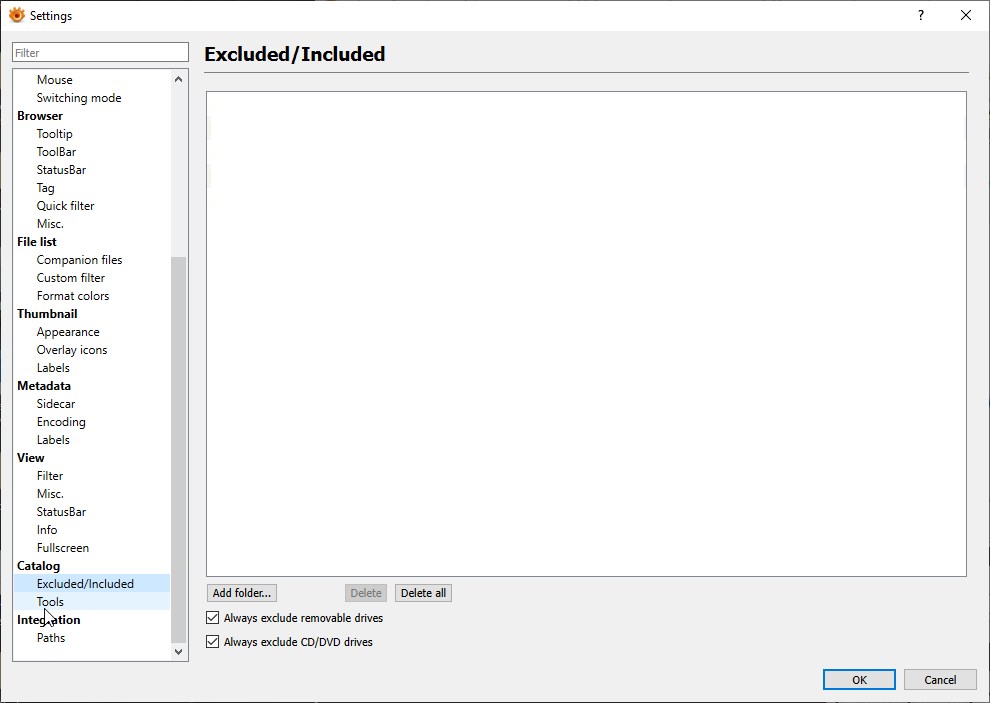 Settings
?
Filter
Mouse
Switching mode
Browser
Tooltip
ToolBar
StatusBar
Tag
Quick filter
Misc.
File list
Companion files
Custom filter
Format colors
Thumbnail
Appearance
Overlay icons
Labels
Metadata
Sidecar
Encoding
Labels
View
Filter
Misc.
StatusBar
Info
Fullscreen
Catalog
Excluded/Included
Tools
Integration
Paths
Excluded/Included
Add folder... Delete Delete all
Always exclude removable drives
Always exclude CD/DVD drives
OK Cancel